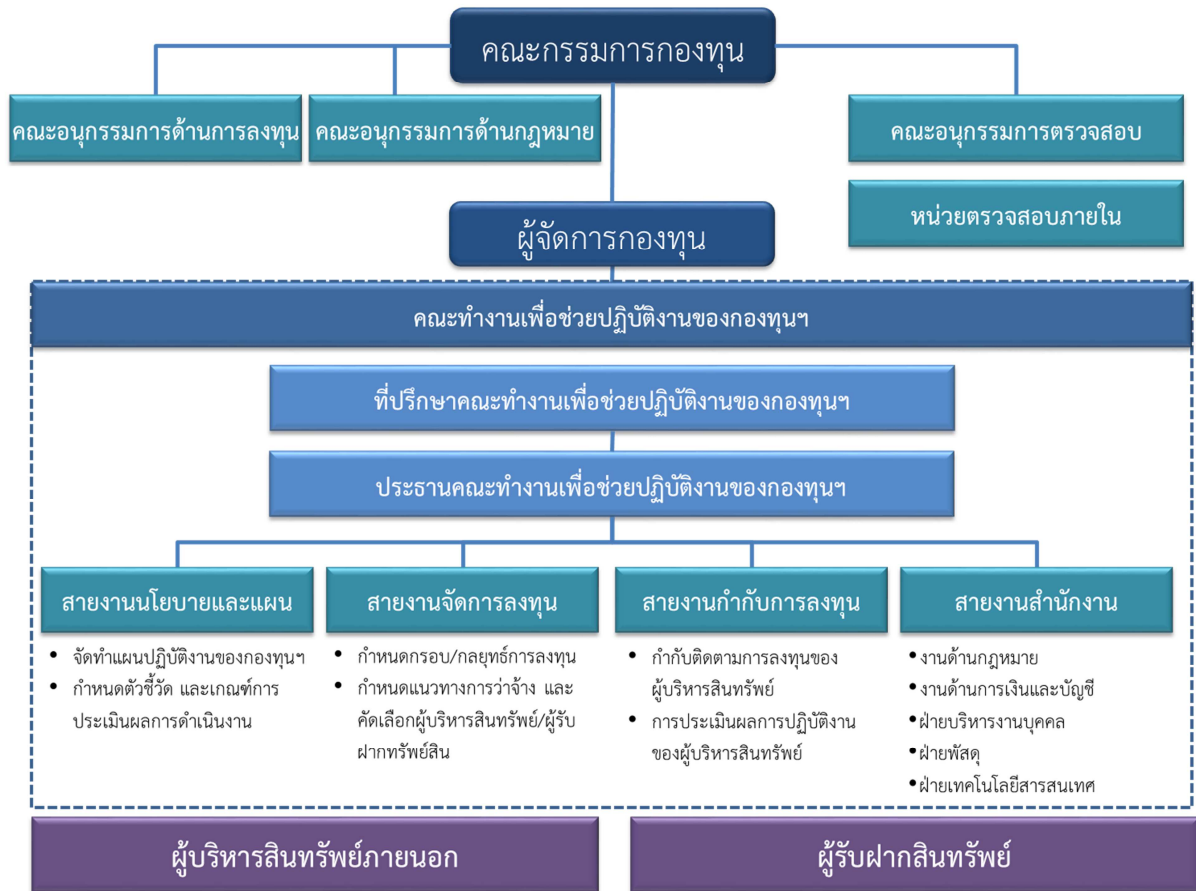 คณะกรรมการกองทุน
คณะอนุกรรมการด้านการลงทุน
คณะอนุกรรมการด้านกฎหมาย
คณะอนุกรรมการตรวจสอบ
หน่วยตรวจสอบภายใน
ผู้จัดการกองทุน
คณะทำงานเพื่อช่วยปฏิบัติงานของกองทุนฯ
ที่ปรึกษาคณะทำงานเพื่อช่วยปฏิบัติงานของกองทุนฯ
ประธานคณะทำงานเพื่อช่วยปฏิบัติงานของกองทุนฯ
สายงานนโยบายและแผน
• จัดทำแผนปฏิบัติงานของกองทุนฯ
• กำหนดตัวชี้วัด และเกณฑ์การ
ประเมินผลการดำเนินงาน
สายงานจัดการลงทุน
• กำหนดกรอบ/กลยุทธ์การลงทุน
• กำหนดแนวทางการว่าจ้าง และ
คัดเลือกผู้บริหารสินทรัพย์/ผู้รับ
ฝากทรัพย์สิน
สายงานกำกับการลงทุน
• กำกับติดตามการลงทุนของ
ผู้บริหารสินทรัพย์
• การประเมินผลการปฏิบัติงาน
ของผู้บริหารสินทรัพย์
สายงานสำนักงาน
• งานด้านกฎหมาย
• งานด้านการเงินและบัญชี
• ฝ่ายบริหารงานบุคคล
• ฝ่ายพัสดุ
• ฝ่ายเทคโนโลยีสารสนเทศ
ผู้บริหารสินทรัพย์ภายนอก
ผู้รับฝากสินทรัพย์